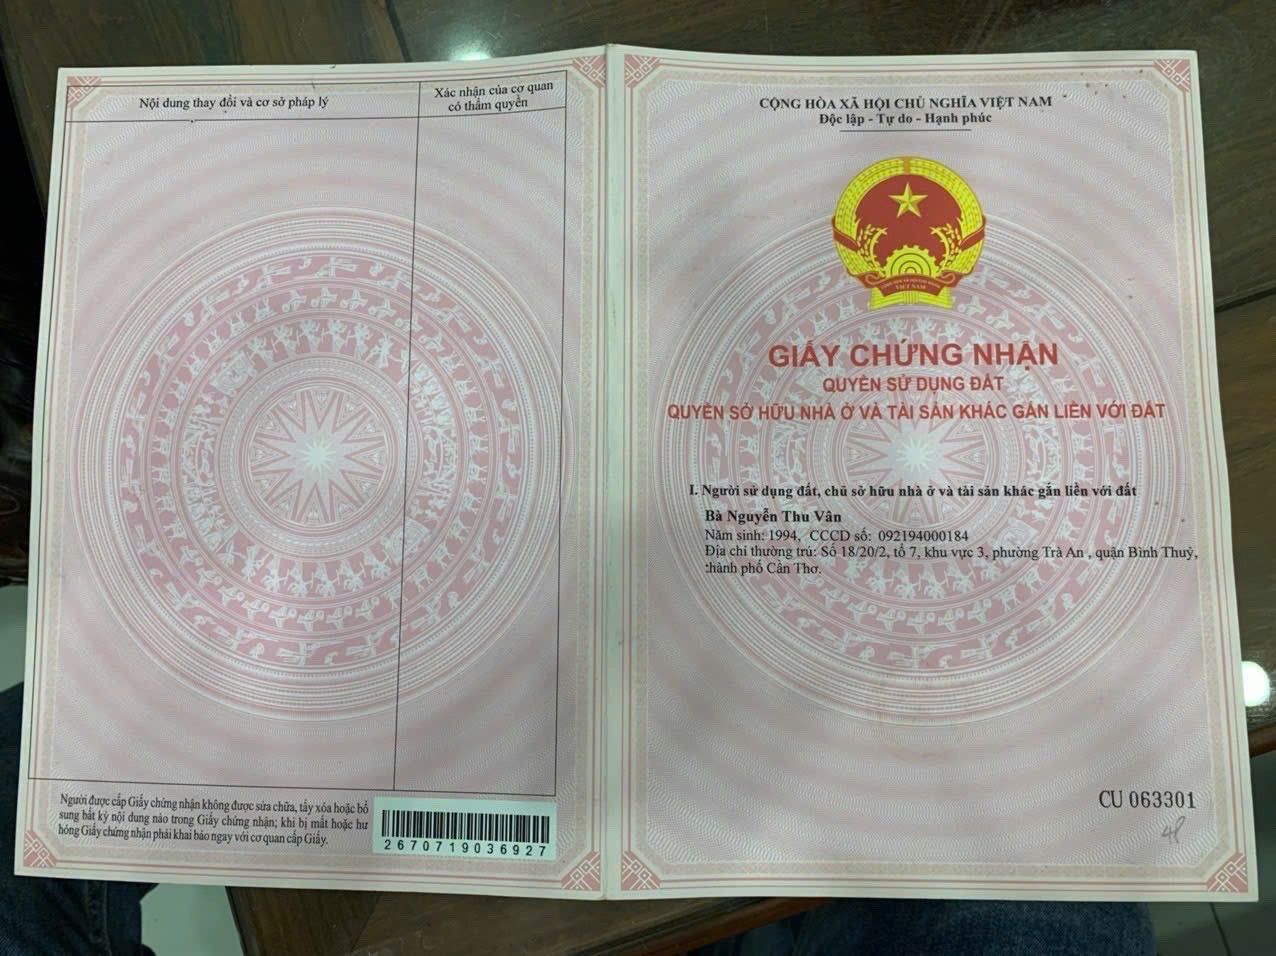 Nội dung thay đổi và cơ sở pháp lý
Xác nhận của cơ quan
có thẩm quyền
Người được cấp Giấy chứng nhận không được sửa chữa, tẩy xóa hoặc bổ
sung bất kỳ nội dung nào trong Giấy chứng nhận; khi bị mất hoặc hư
hỏng Giấy chứng nhận phải khai báo ngay với cơ quan cấp Giấy.
2670719036927
CỘNG HÒA XÃ HỘI CHỦ NGHĨA VIỆT NAM
Độc lập - Tự do - Hạnh phúc
VIỆT NAM
GIẤY CHỨNG NHẬN
QUYỀN SỬ DỤNG ĐẤT
QUYỀN SỞ HỮU NHÀ Ở VÀ TÀI SẢN KHÁC GẮN LIỀN VỚI ĐẤT
I. Người sử dụng đất, chủ sở hữu nhà ở và tài sản khác gắn liền với đất
Bà Nguyễn Thu Vân
Năm sinh: 1994, CCCD số: 092194000184
Địa chỉ thường trú: Số 18/20/2, tổ 7, khu vực 3, phường Trà An , quận Bình Thuỷ,
thành phố Cần Thơ.
CU 063301